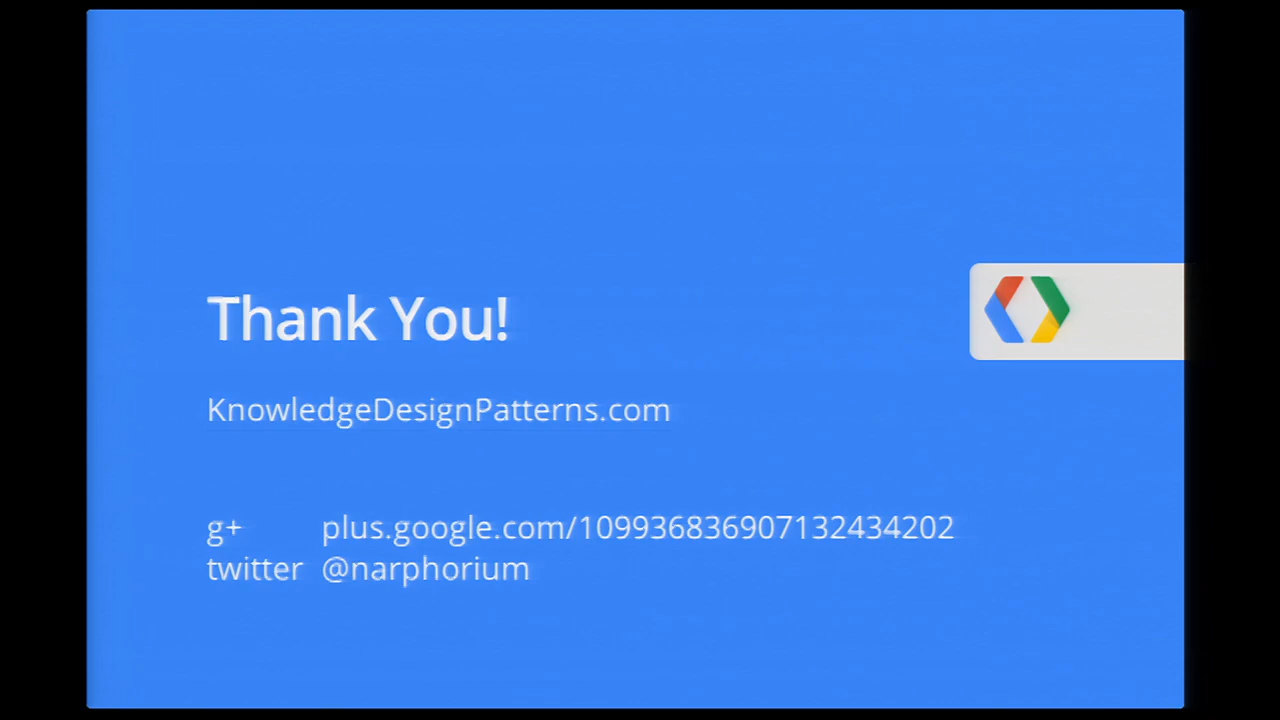 Thank You!
KnowledgeDesignPatterns.com
g+ plus.google.com/109936836907132434202
twitter @narphorium